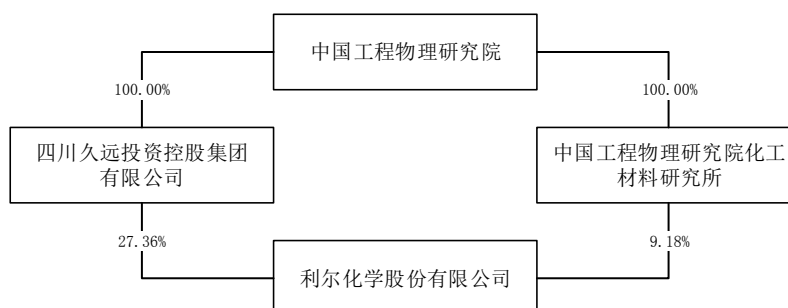 中国工程物理研究院
100.00%
100.00%
四川久远投资控股集团
有限公司
中国工程物理研究院化工
材料研究所
27.36%
9.18%
利尔化学股份有限公司